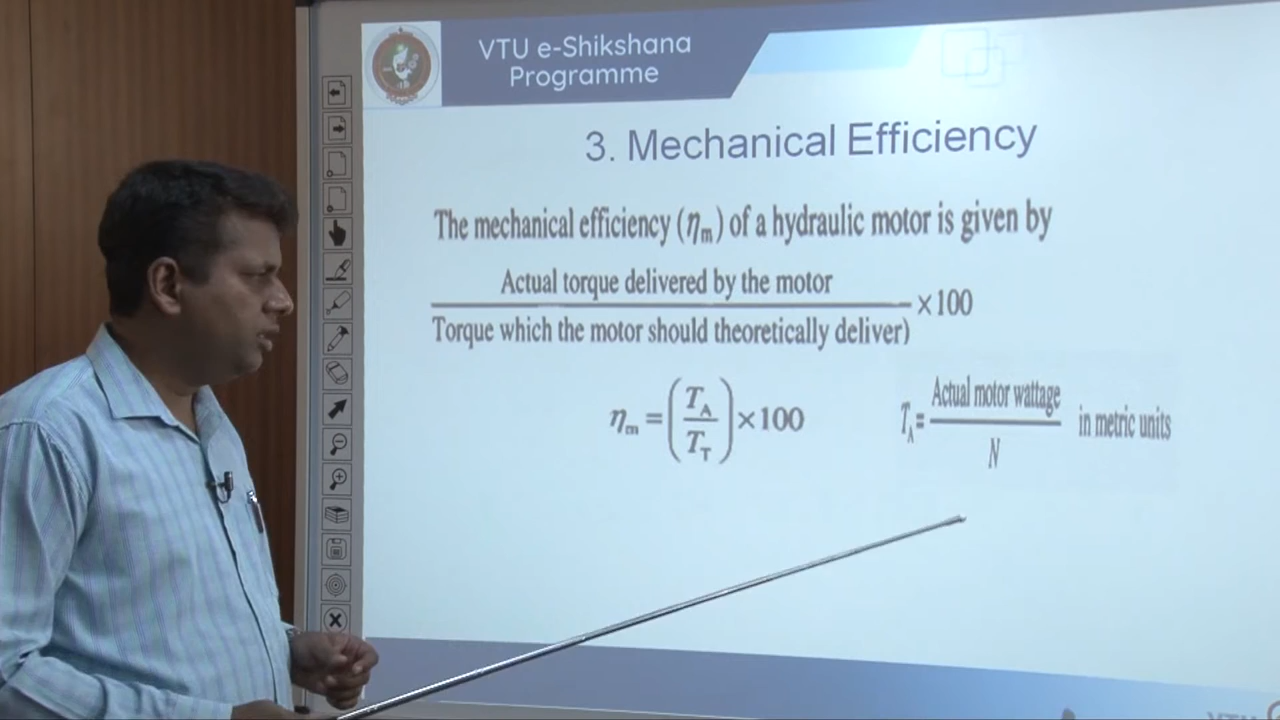 VTU e-Shikshana
Programme
3. Mechanical Efficiency
The mechanical efficiency (ηm) of a hydraulic motor is given by
Actual torque delivered by the motor
×100
Torque which the motor should theoretically deliver)
ηm = (TA/TT) ×100
TA = Actual motor wattage / N in metric units
VTU